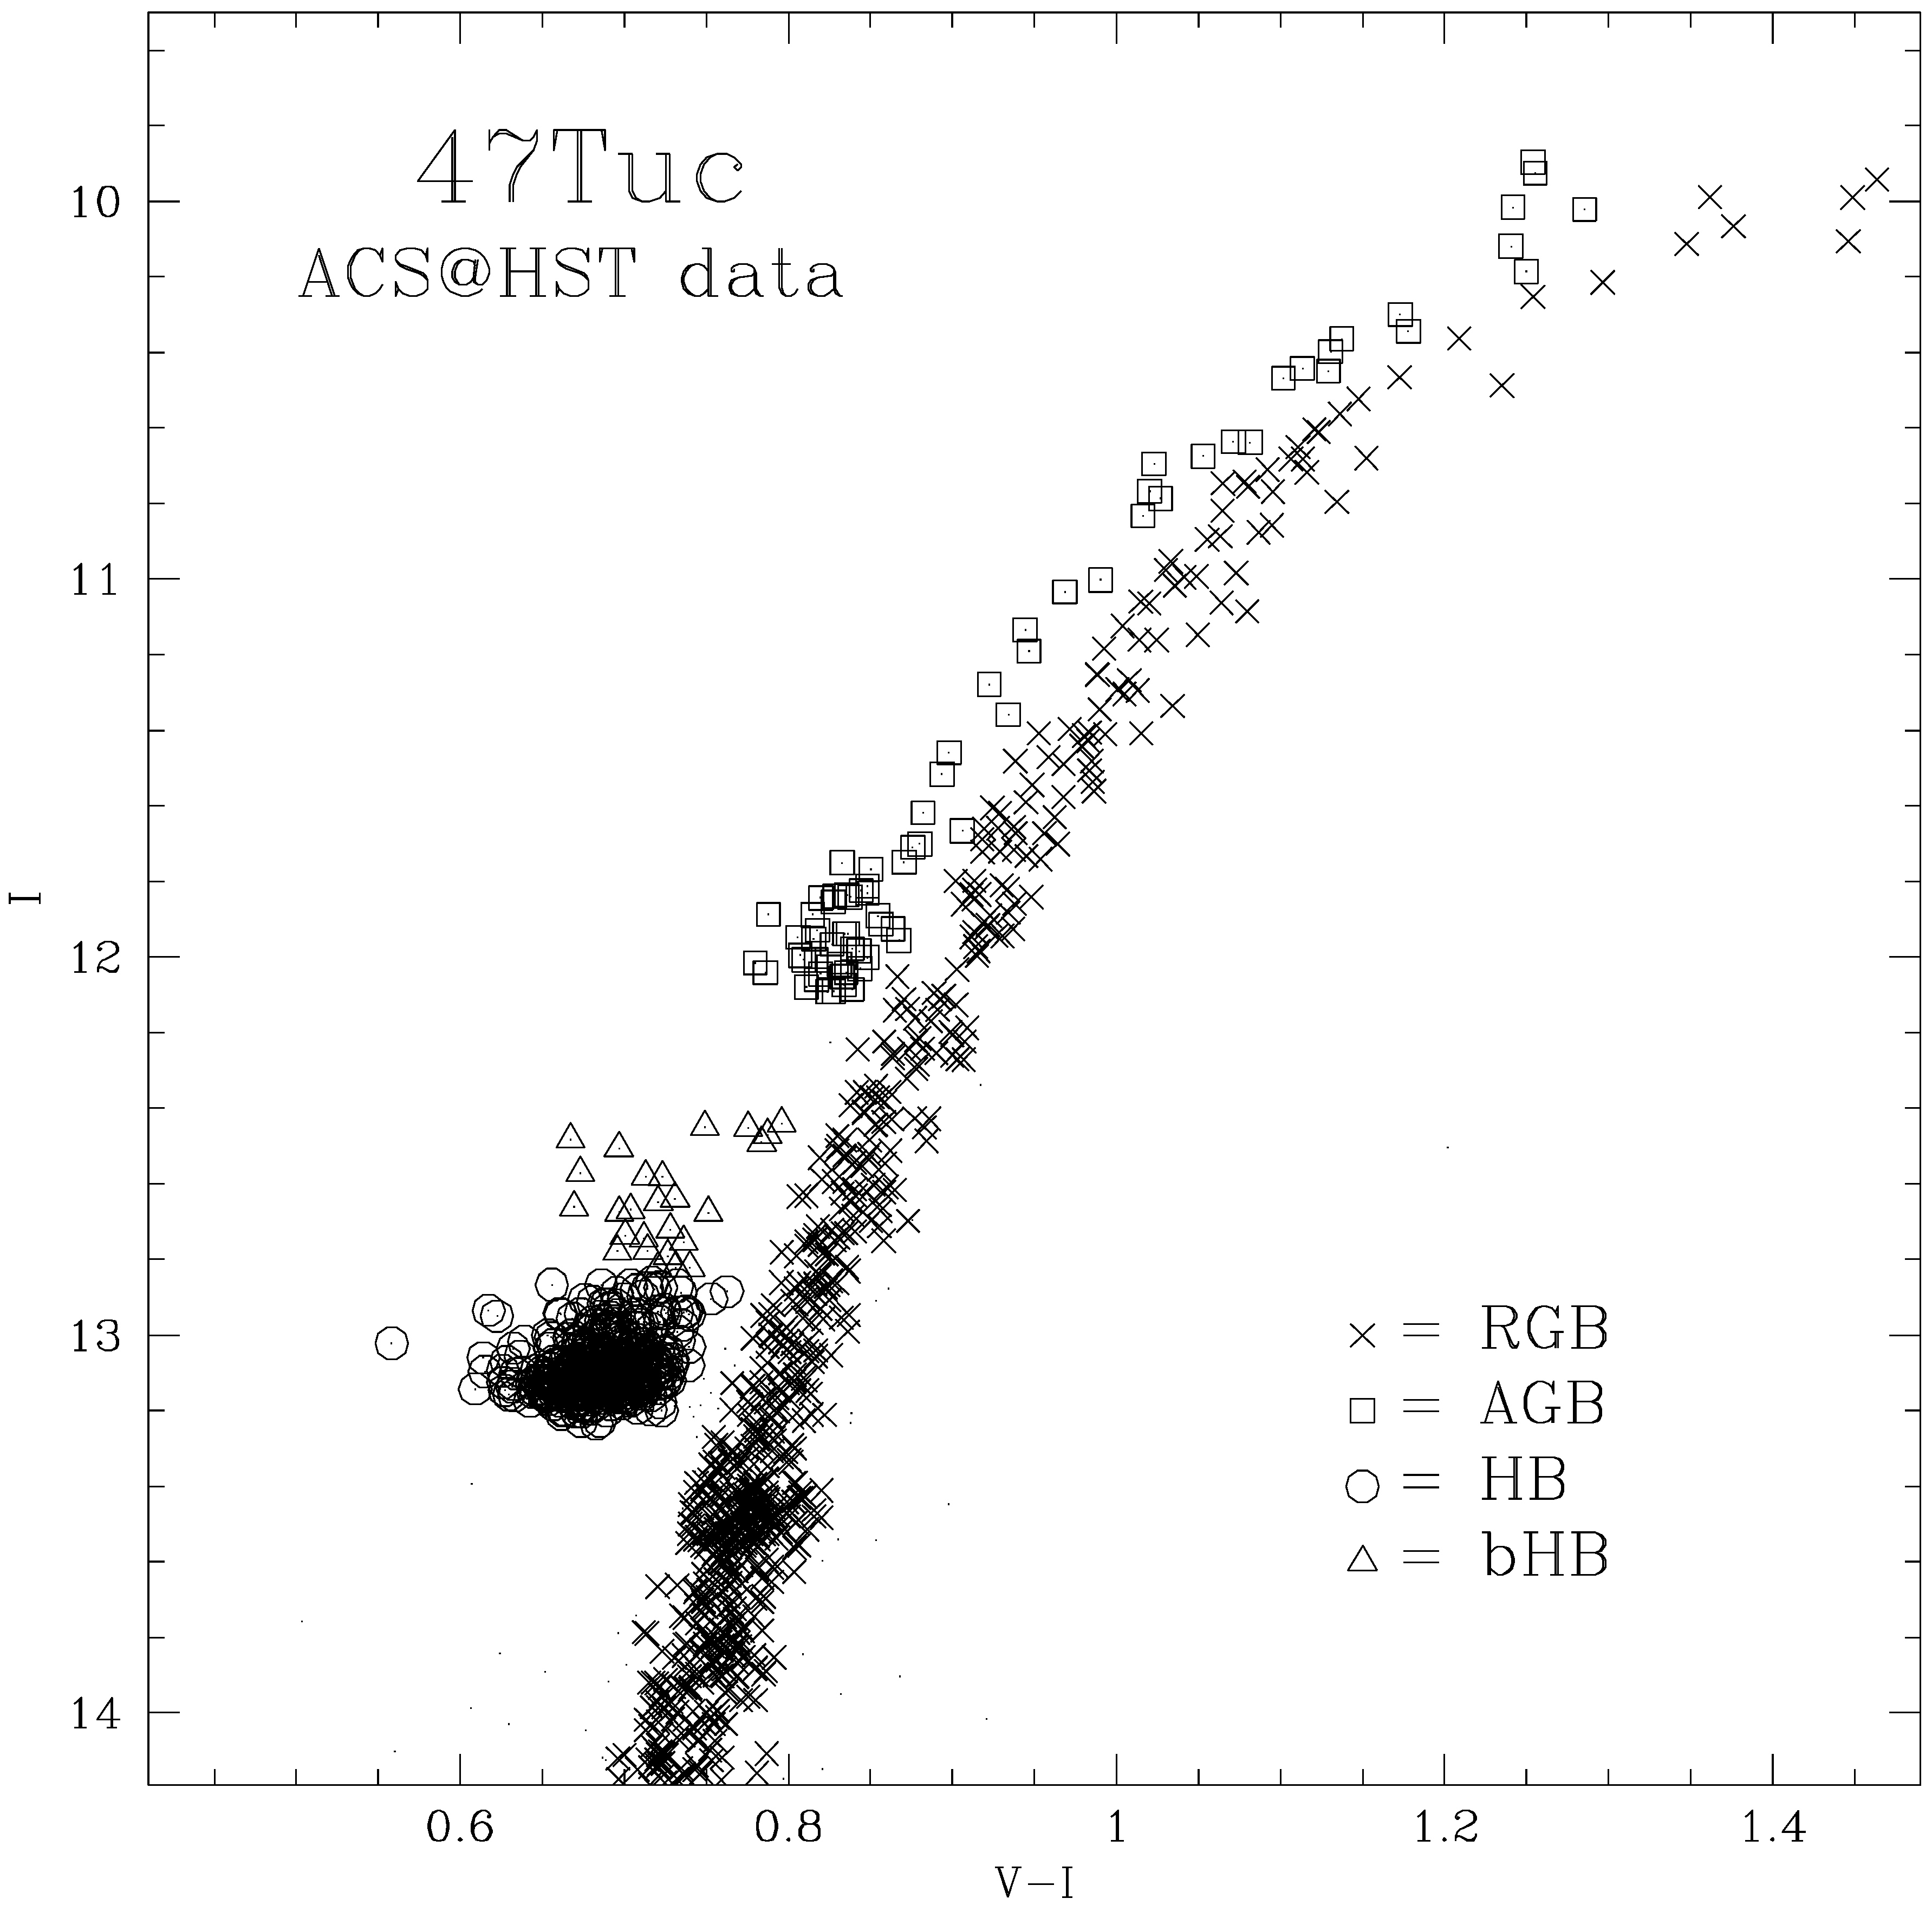 47Tuc
ACS@HST data
10
11
I
12
13
14
× = RGB
□ = AGB
○ = HB
△ = bHB
0.6 0.8 1 1.2 1.4
V-I